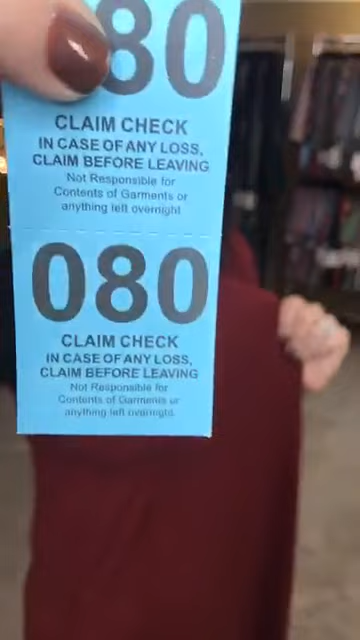 80
CLAIM CHECK
IN CASE OF ANY LOSS,
CLAIM BEFORE LEAVING
Not Responsible for
Contents of Garments or
anything left overnight
080
CLAIM CHECK
IN CASE OF ANY LOSS,
CLAIM BEFORE LEAVING
Not Responsible for
Contents of Garments or
anything left overnight